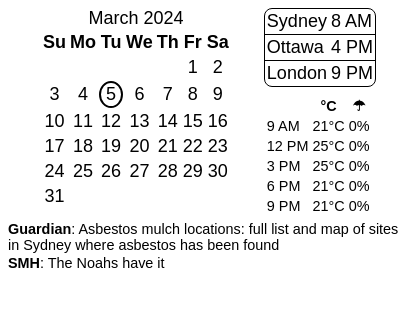 March 2024
Su Mo Tu We Th Fr Sa
1 2
3 4 5 6 7 8 9
10 11 12 13 14 15 16
17 18 19 20 21 22 23
24 25 26 27 28 29 30
31
Sydney 8 AM
Ottawa 4 PM
London 9 PM
°C ☂
9 AM 21°C 0%
12 PM 25°C 0%
3 PM 25°C 0%
6 PM 21°C 0%
9 PM 21°C 0%
Guardian: Asbestos mulch locations: full list and map of sites
in Sydney where asbestos has been found
SMH: The Noahs have it